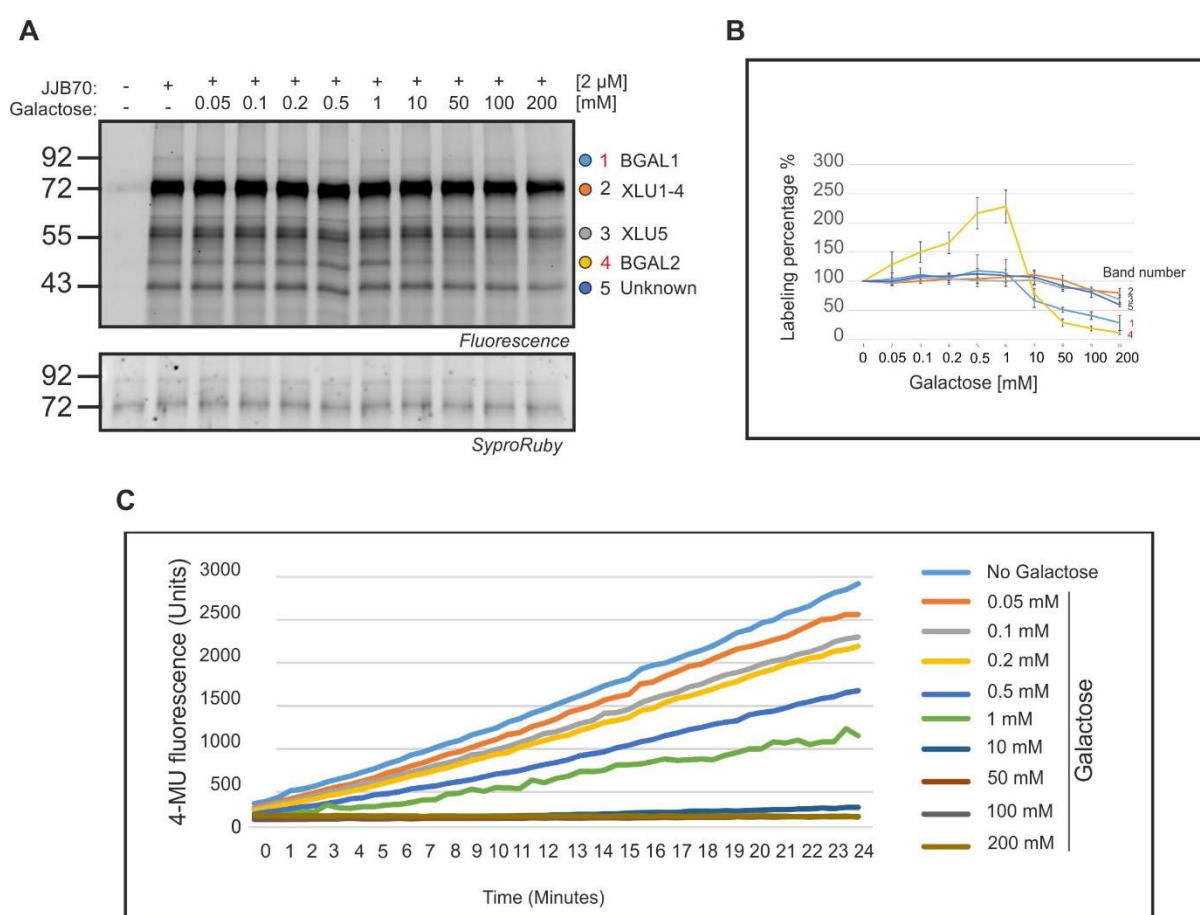 A
JJB70: - + + + + + + + + + + [2 µM]
Galactose: - - 0.05 0.1 0.2 0.5 1 10 50 100 200 [mM]
92
72
55
43
1 BGAL1
2 XLU1-4
3 XLU5
4 BGAL2
5 Unknown
Fluorescence
92
72
SyproRuby
B
Labeling percentage %
300
250
200
150
100
50
0
Band number
2
3
5
1
4
0 0.05 0.1 0.2 0.5 1 10 50 100 200
Galactose [mM]
C
4-MU fluorescence (Units)
3000
2500
2000
1500
1000
500
0
0 1 2 3 4 5 6 7 8 9 10 11 12 13 14 15 16 17 18 19 20 21 22 23 24
Time (Minutes)
No Galactose
0.05 mM
0.1 mM
0.2 mM
0.5 mM
1 mM
10 mM
50 mM
100 mM
200 mM
Galactose